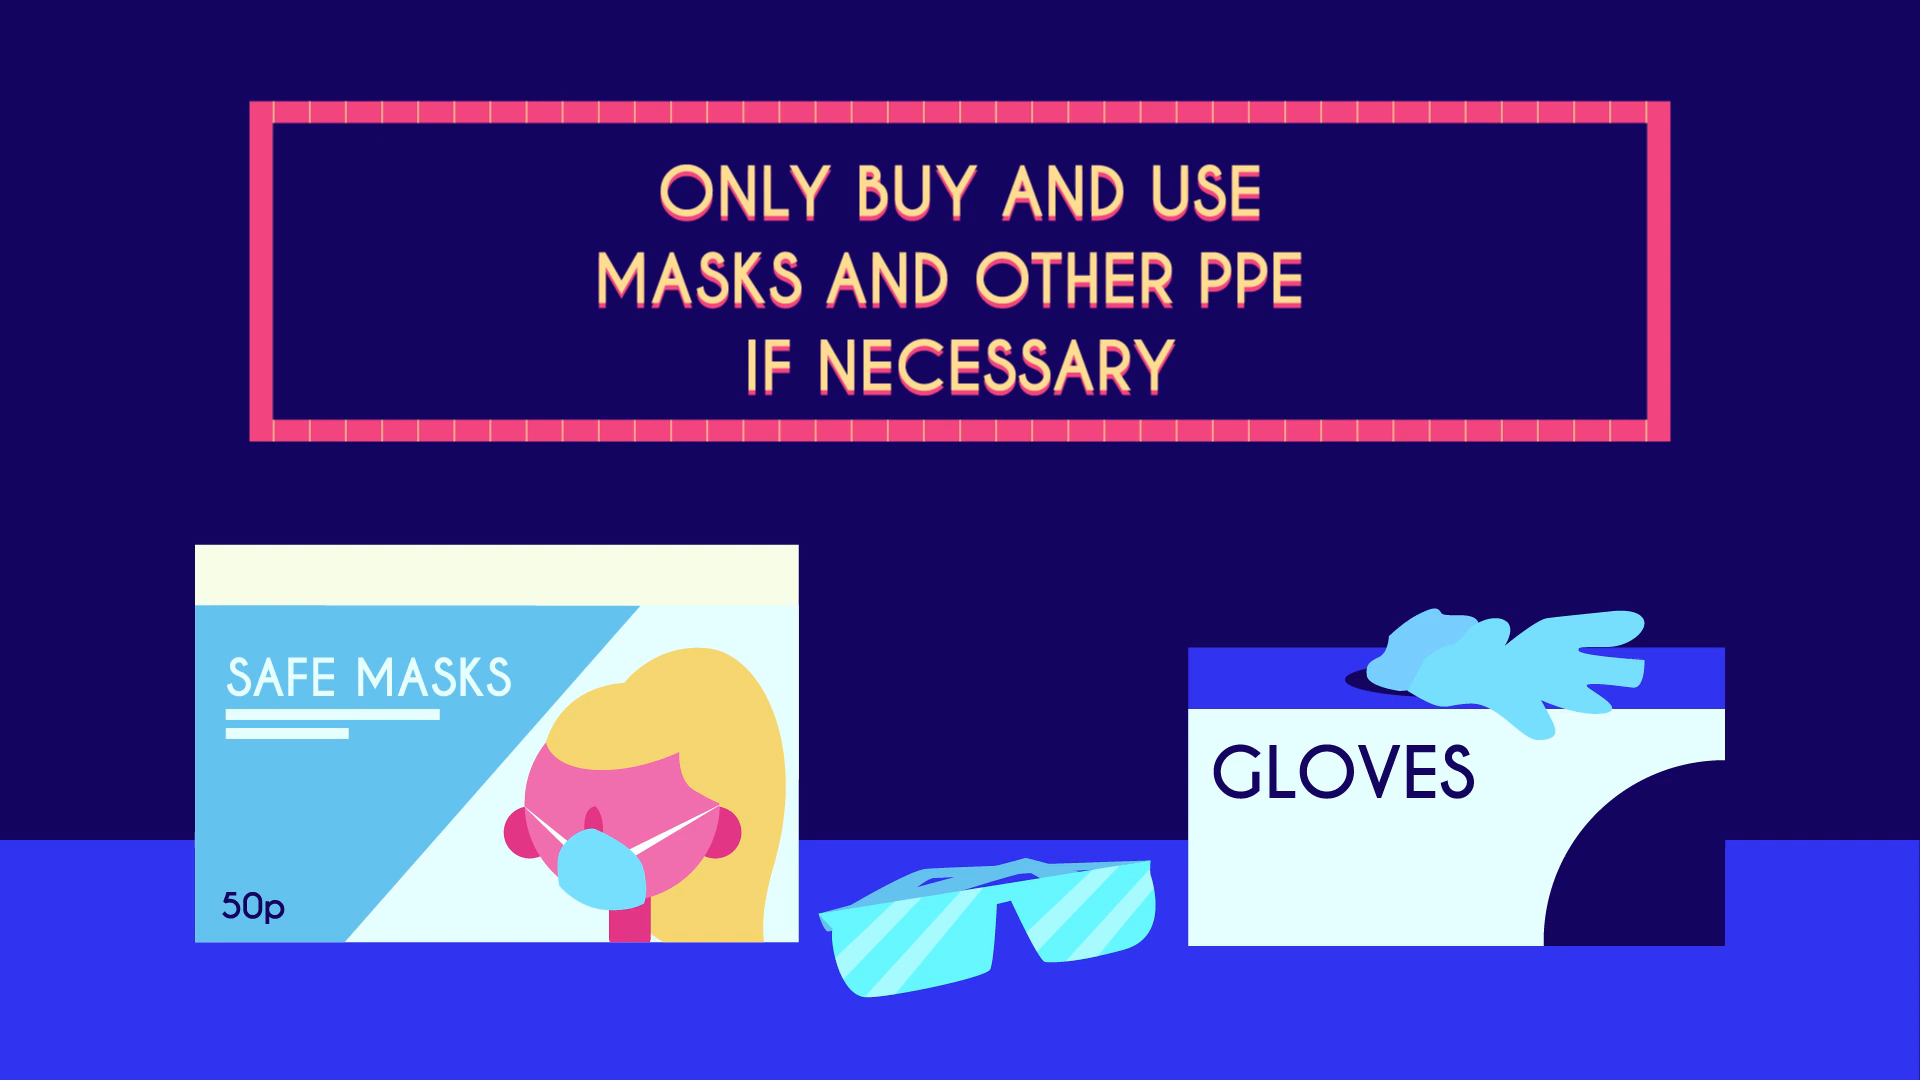 ONLY BUY AND USE
MASKS AND OTHER PPE
IF NECESSARY
SAFE MASKS
50p
GLOVES